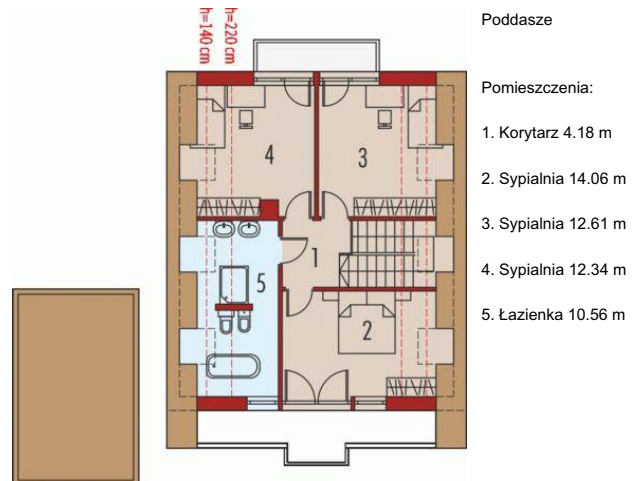 h=140 cm
h=220 cm
4
3
1
5
2
Poddasze
Pomieszczenia:
1. Korytarz 4.18 m
2. Sypialnia 14.06 m
3. Sypialnia 12.61 m
4. Sypialnia 12.34 m
5. Łazienka 10.56 m